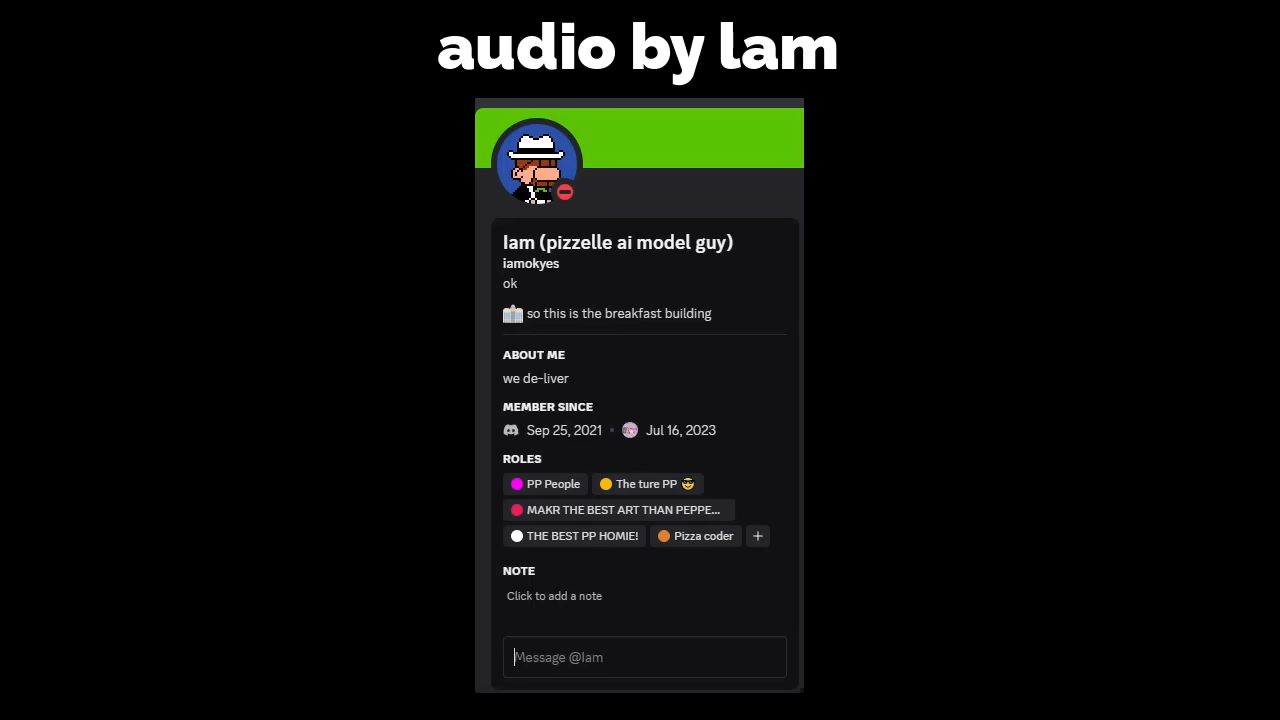 audio by lam
Iam (pizzelle ai model guy)
iamokyes
ok
so this is the breakfast building
ABOUT ME
we de-liver
MEMBER SINCE
Sep 25, 2021 • Jul 16, 2023
ROLES
PP People The ture PP 😎
MAKR THE BEST ART THAN PEPPE...
THE BEST PP HOMIE! Pizza coder +
NOTE
Click to add a note
Message @Iam